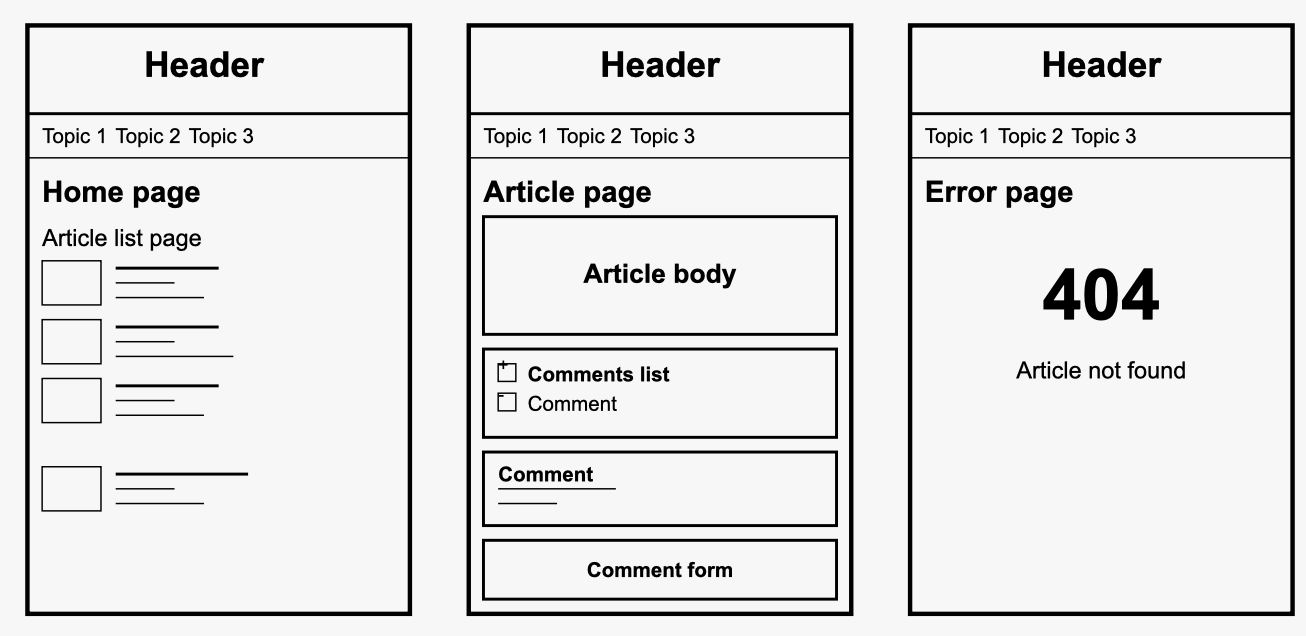 Header
Topic 1 Topic 2 Topic 3
Home page
Article list page
Header
Topic 1 Topic 2 Topic 3
Article page
Article body
+ Comments list
- Comment
Comment
Comment form
Header
Topic 1 Topic 2 Topic 3
Error page
404
Article not found